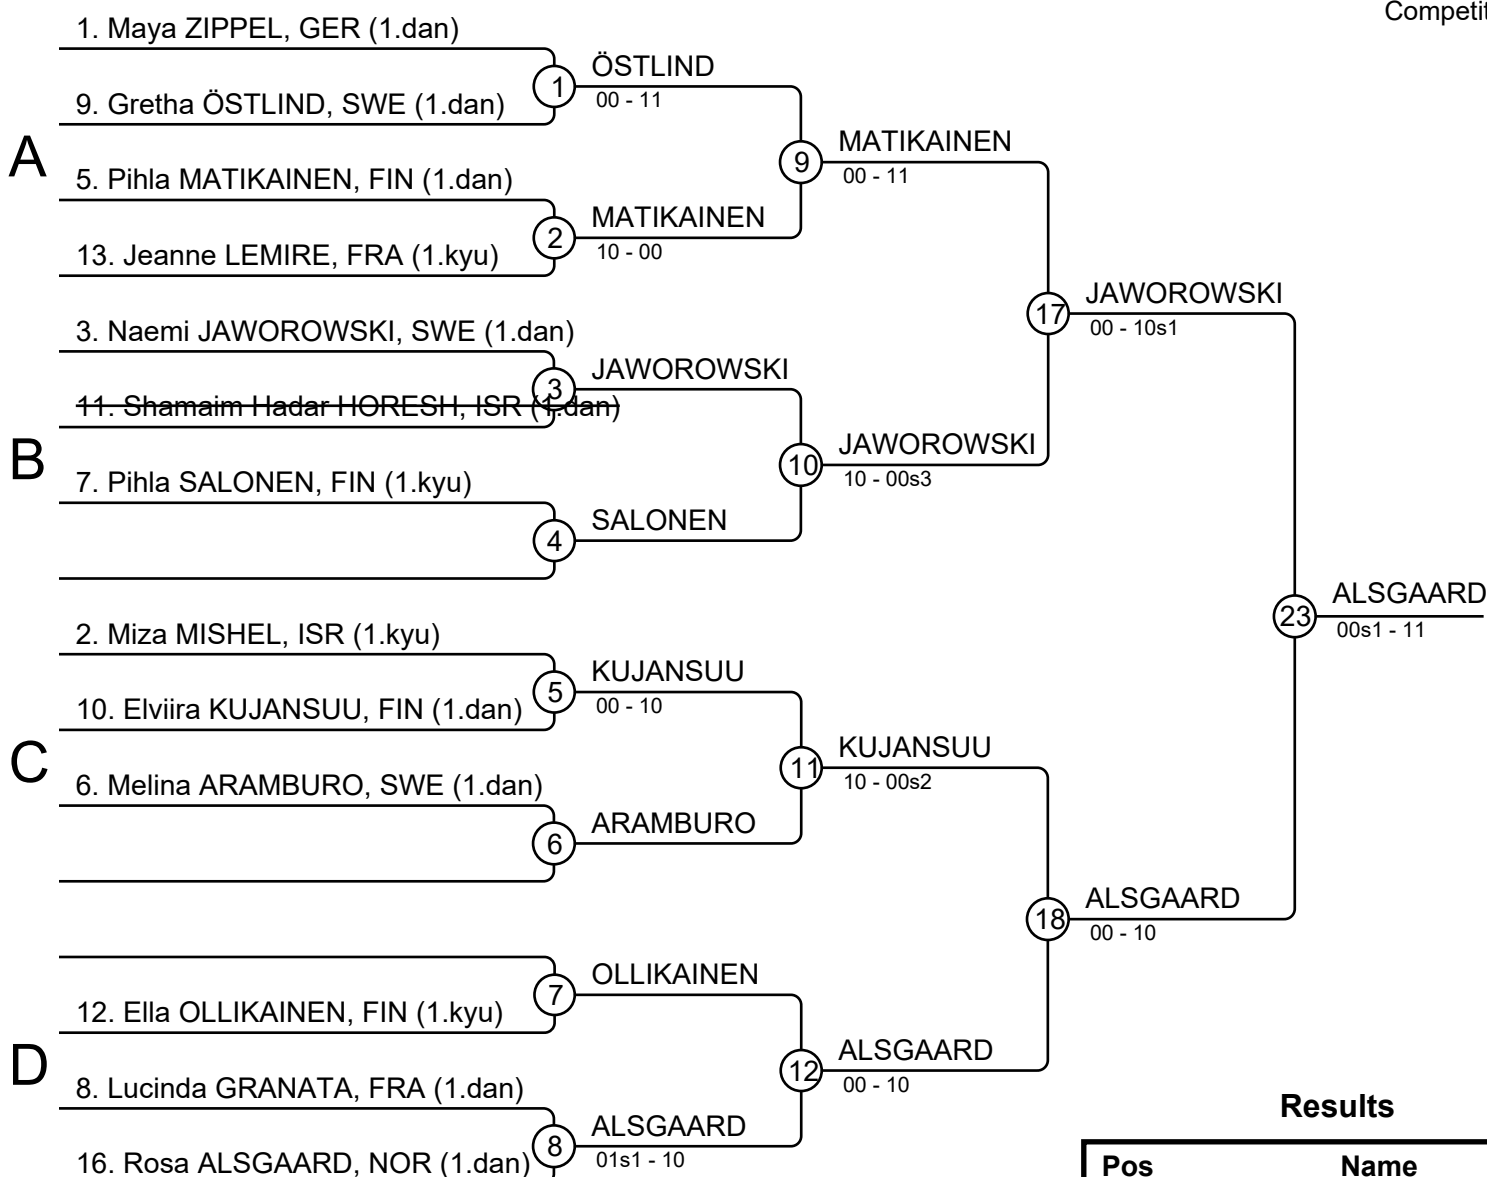 Competit
1. Maya ZIPPEL, GER (1.dan)
1
ÖSTLIND
00 - 11
9. Gretha ÖSTLIND, SWE (1.dan)
A
9
MATIKAINEN
00 - 11
5. Pihla MATIKAINEN, FIN (1.dan)
2
MATIKAINEN
10 - 00
13. Jeanne LEMIRE, FRA (1.kyu)
17
JAWOROWSKI
00 - 10s1
3. Naemi JAWOROWSKI, SWE (1.dan)
3
JAWOROWSKI
11. Shamaim Hadar HORESH, ISR (1.dan)
B
10
JAWOROWSKI
10 - 00s3
7. Pihla SALONEN, FIN (1.kyu)
4
SALONEN
23
ALSGAARD
00s1 - 11
2. Miza MISHEL, ISR (1.kyu)
5
KUJANSUU
00 - 10
10. Elviira KUJANSUU, FIN (1.dan)
C
11
KUJANSUU
10 - 00s2
6. Melina ARAMBURO, SWE (1.dan)
6
ARAMBURO
18
ALSGAARD
00 - 10
7
OLLIKAINEN
12. Ella OLLIKAINEN, FIN (1.kyu)
D
12
ALSGAARD
00 - 10
8. Lucinda GRANATA, FRA (1.dan)
8
ALSGAARD
01s1 - 10
16. Rosa ALSGAARD, NOR (1.dan)
Results
Pos Name